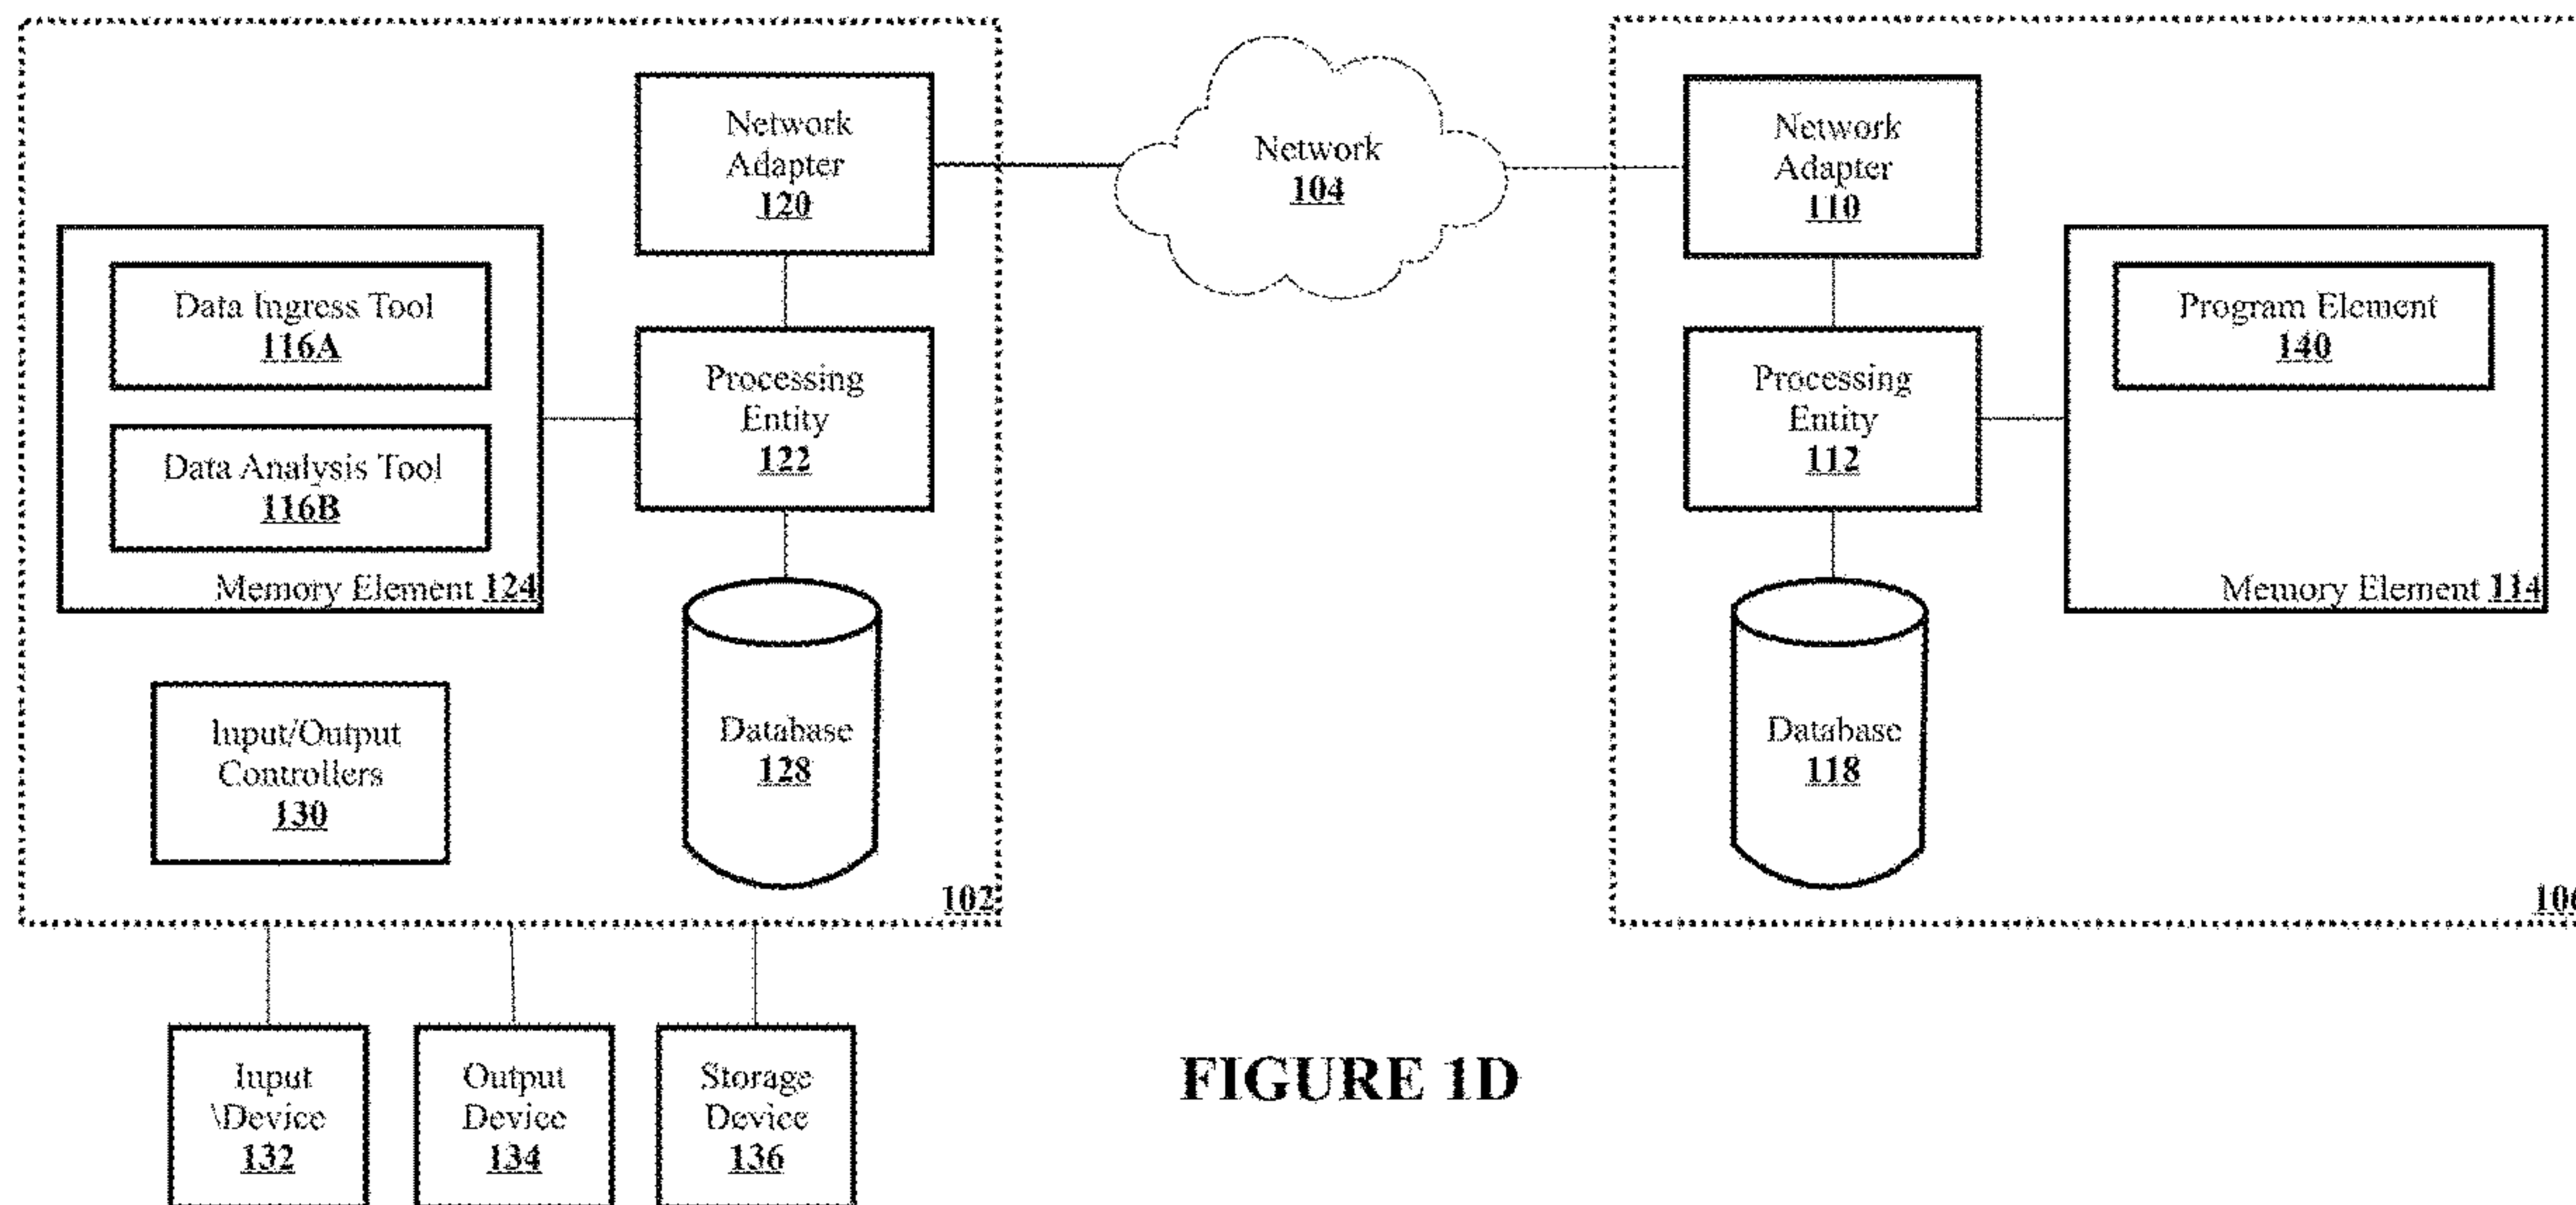 Network
Adapter
120
Network
104
Network
Adapter
110
Data Ingress Tool
116A
Data Analysis Tool
116B
Memory Element 124
Processing
Entity
122
Processing
Entity
112
Program Element
140
Memory Element 114
Input/Output
Controllers
130
Database
128
Database
118
102
106
Input
\Device
132
Output
Device
134
Storage
Device
136
FIGURE 1D